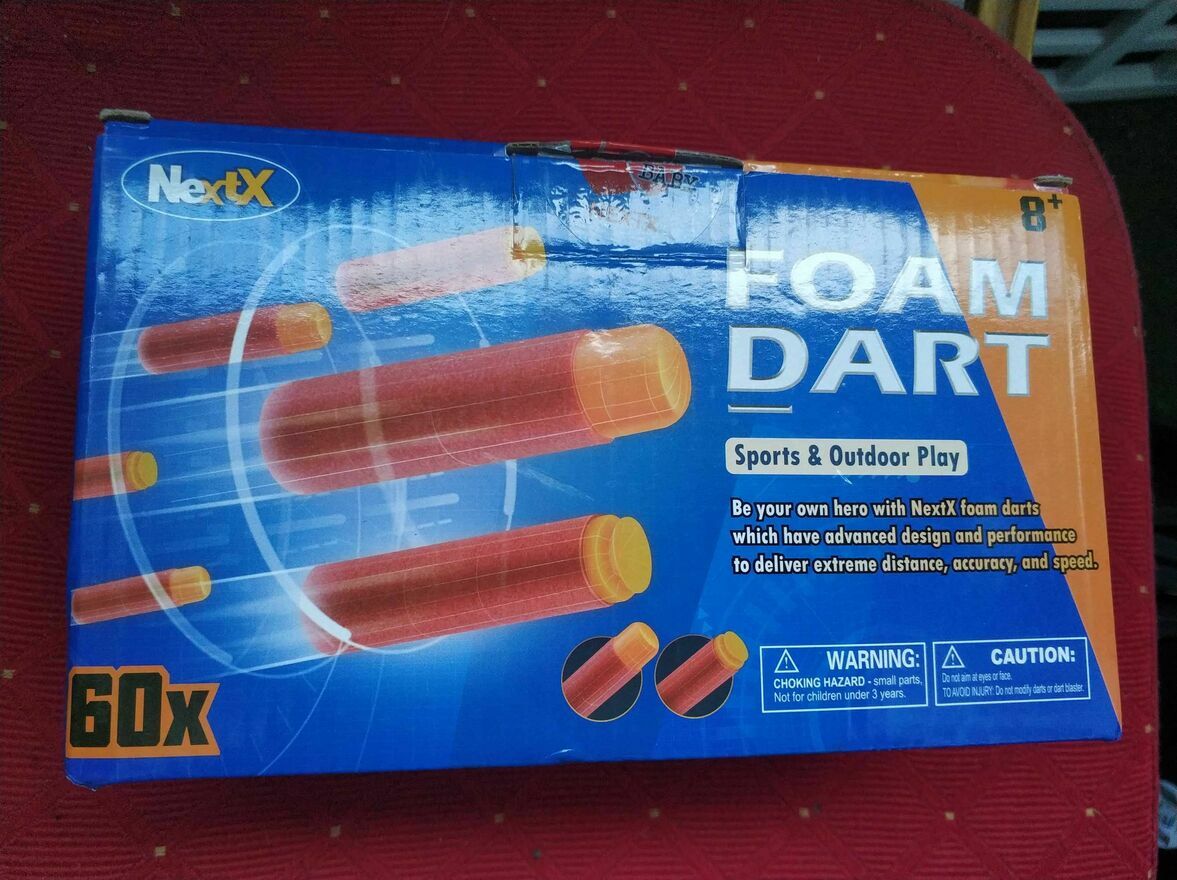 NextX
8+
FOAM
DART
Sports & Outdoor Play
Be your own hero with NextX foam darts
which have advanced design and performance
to deliver extreme distance, accuracy, and speed.
WARNING:
CHOKING HAZARD - small parts,
Not for children under 3 years.
CAUTION:
Do not aim at eyes or face.
TO AVOID INJURY: Do not modify darts or dart blaster.
60x